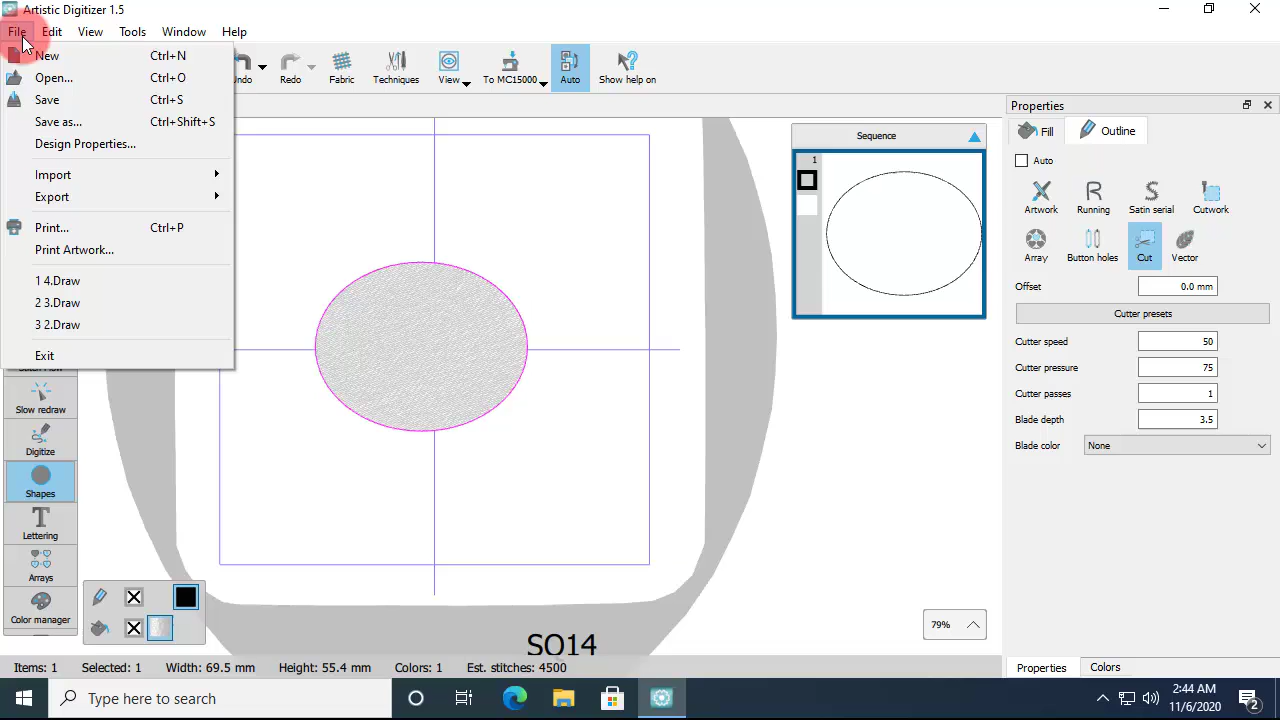 Artistic Digitizer 1.5
File Edit View Tools Window Help
New Ctrl+N
Open... Ctrl+O
Save Ctrl+S
Save as... Ctrl+Shift+S
Design Properties...
Import
Export
Print... Ctrl+P
Print Artwork...
1 4.Draw
2 3.Draw
3 2.Draw
Exit
Undo Redo Fabric Techniques View To MC15000 Auto Show help on
Slow redraw
Digitize
Shapes
Lettering
Arrays
Color manager
Sequence
1
SQ14
79%
Properties
Fill Outline
Auto
Artwork Running Satin serial Cutwork
Array Button holes Cut Vector
Offset 0.0 mm
Cutter presets
Cutter speed 50
Cutter pressure 75
Cutter passes 1
Blade depth 3.5
Blade color None
Items: 1 Selected: 1 Width: 69.5 mm Height: 55.4 mm Colors: 1 Est. stitches: 4500
Properties Colors
Type here to search
2:44 AM
11/6/2020
2